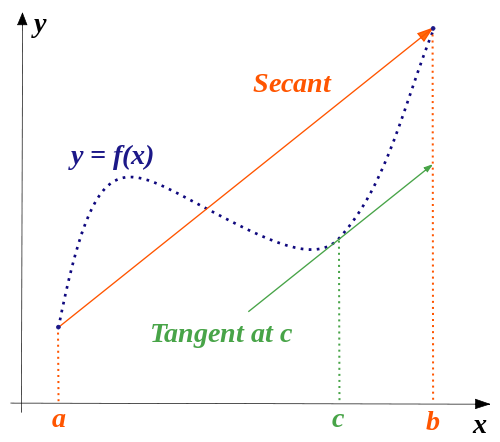 y
Secant
y = f(x)
Tangent at c
a
c
b
x